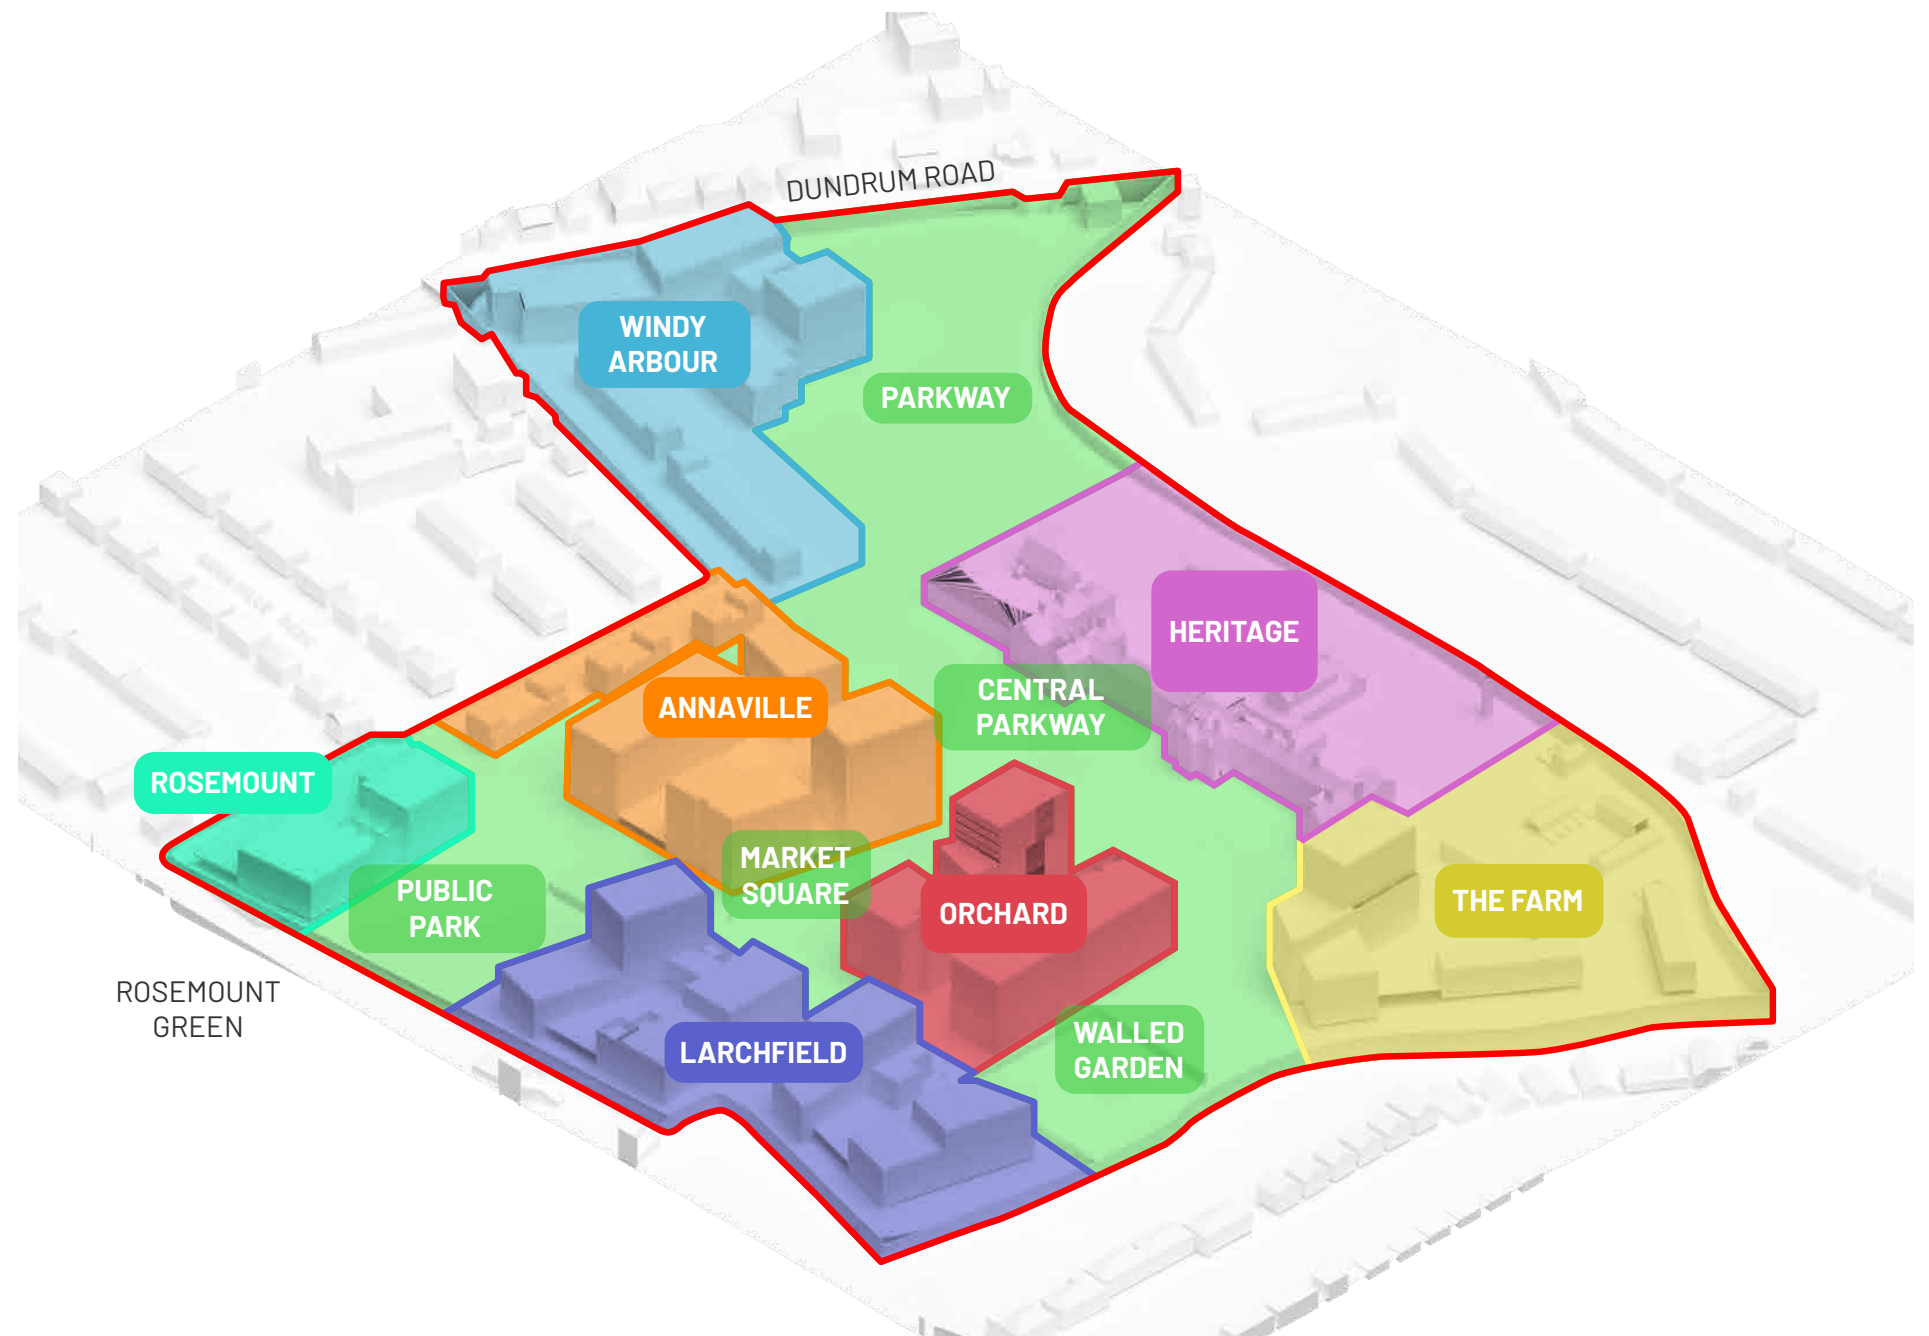 DUNDRUM ROAD
WINDY
ARBOUR
PARKWAY
HERITAGE
CENTRAL
PARKWAY
ANNAVILLE
ROSEMOUNT
MARKET
SQUARE
PUBLIC
PARK
ORCHARD
THE FARM
ROSEMOUNT
GREEN
LARCHFIELD
WALLED
GARDEN